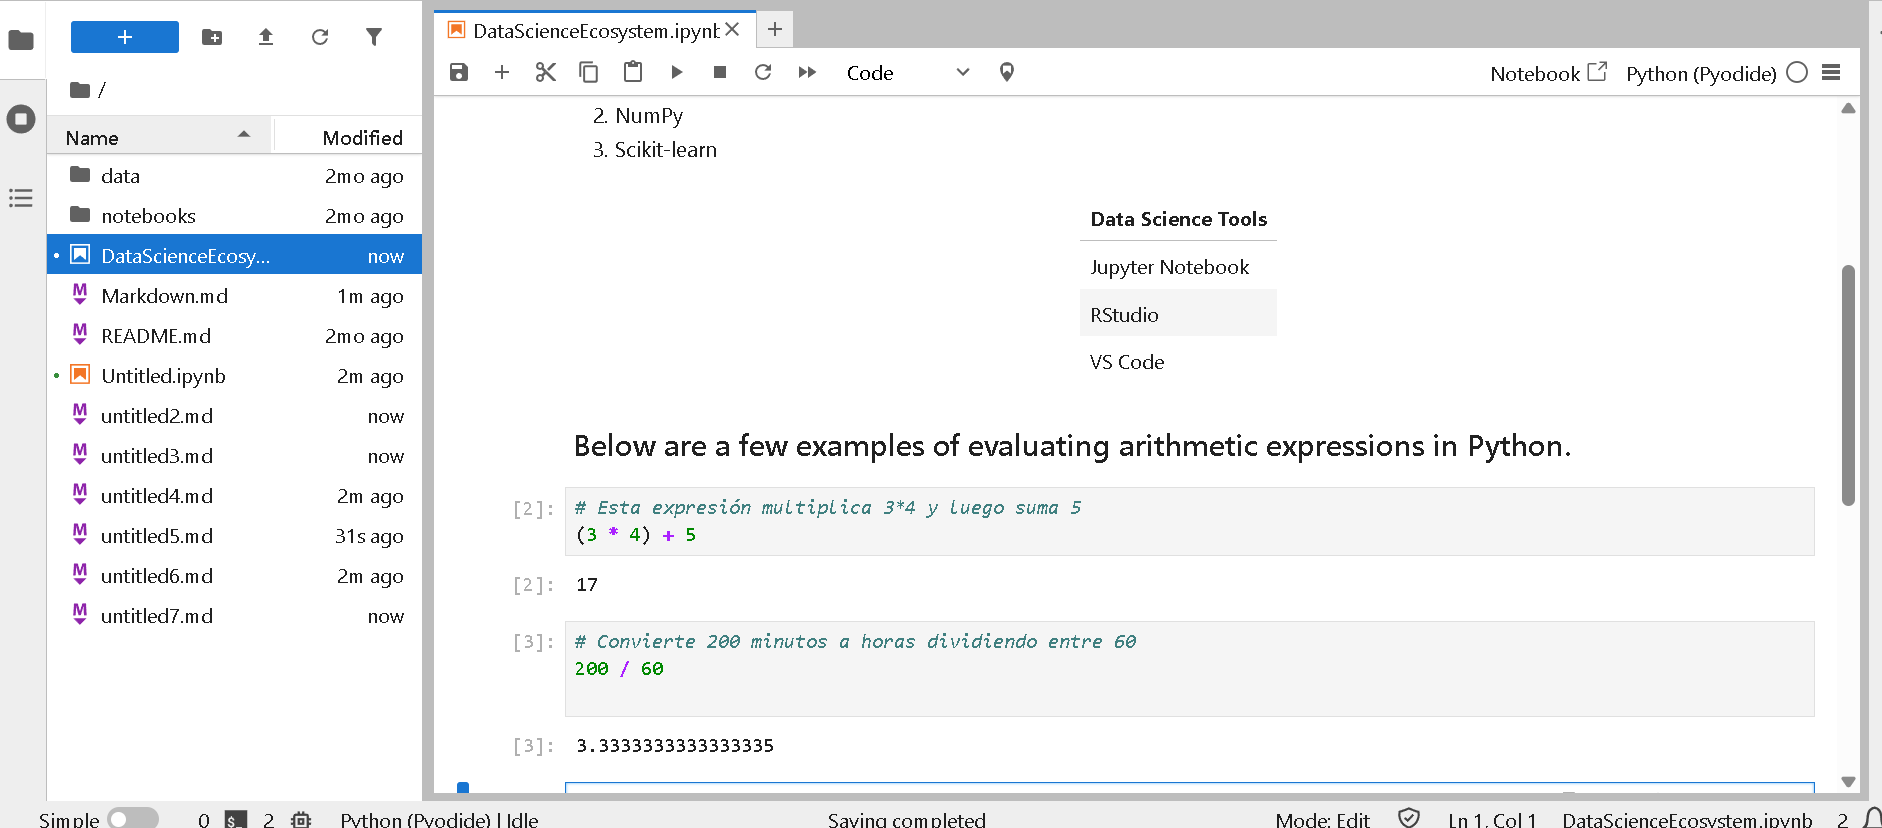 /
Name Modified
data 2mo ago
notebooks 2mo ago
DataScienceEcosy... now
Markdown.md 1m ago
README.md 2mo ago
Untitled.ipynb 2m ago
untitled2.md now
untitled3.md now
untitled4.md 2m ago
untitled5.md 31s ago
untitled6.md 2m ago
untitled7.md now
DataScienceEcosystem.ipynb
Code Notebook Python (Pyodide)
2. NumPy
3. Scikit-learn
Data Science Tools
Jupyter Notebook
RStudio
VS Code
Below are a few examples of evaluating arithmetic expressions in Python.
[2]: # Esta expresión multiplica 3*4 y luego suma 5
(3 * 4) + 5
[2]: 17
[3]: # Convierte 200 minutos a horas dividiendo entre 60
200 / 60
[3]: 3.3333333333333335
Simple 0 $_ 2 Python (Pyodide) | Idle Saving completed Mode: Edit Ln 1, Col 1 DataScienceEcosystem.ipynb 2